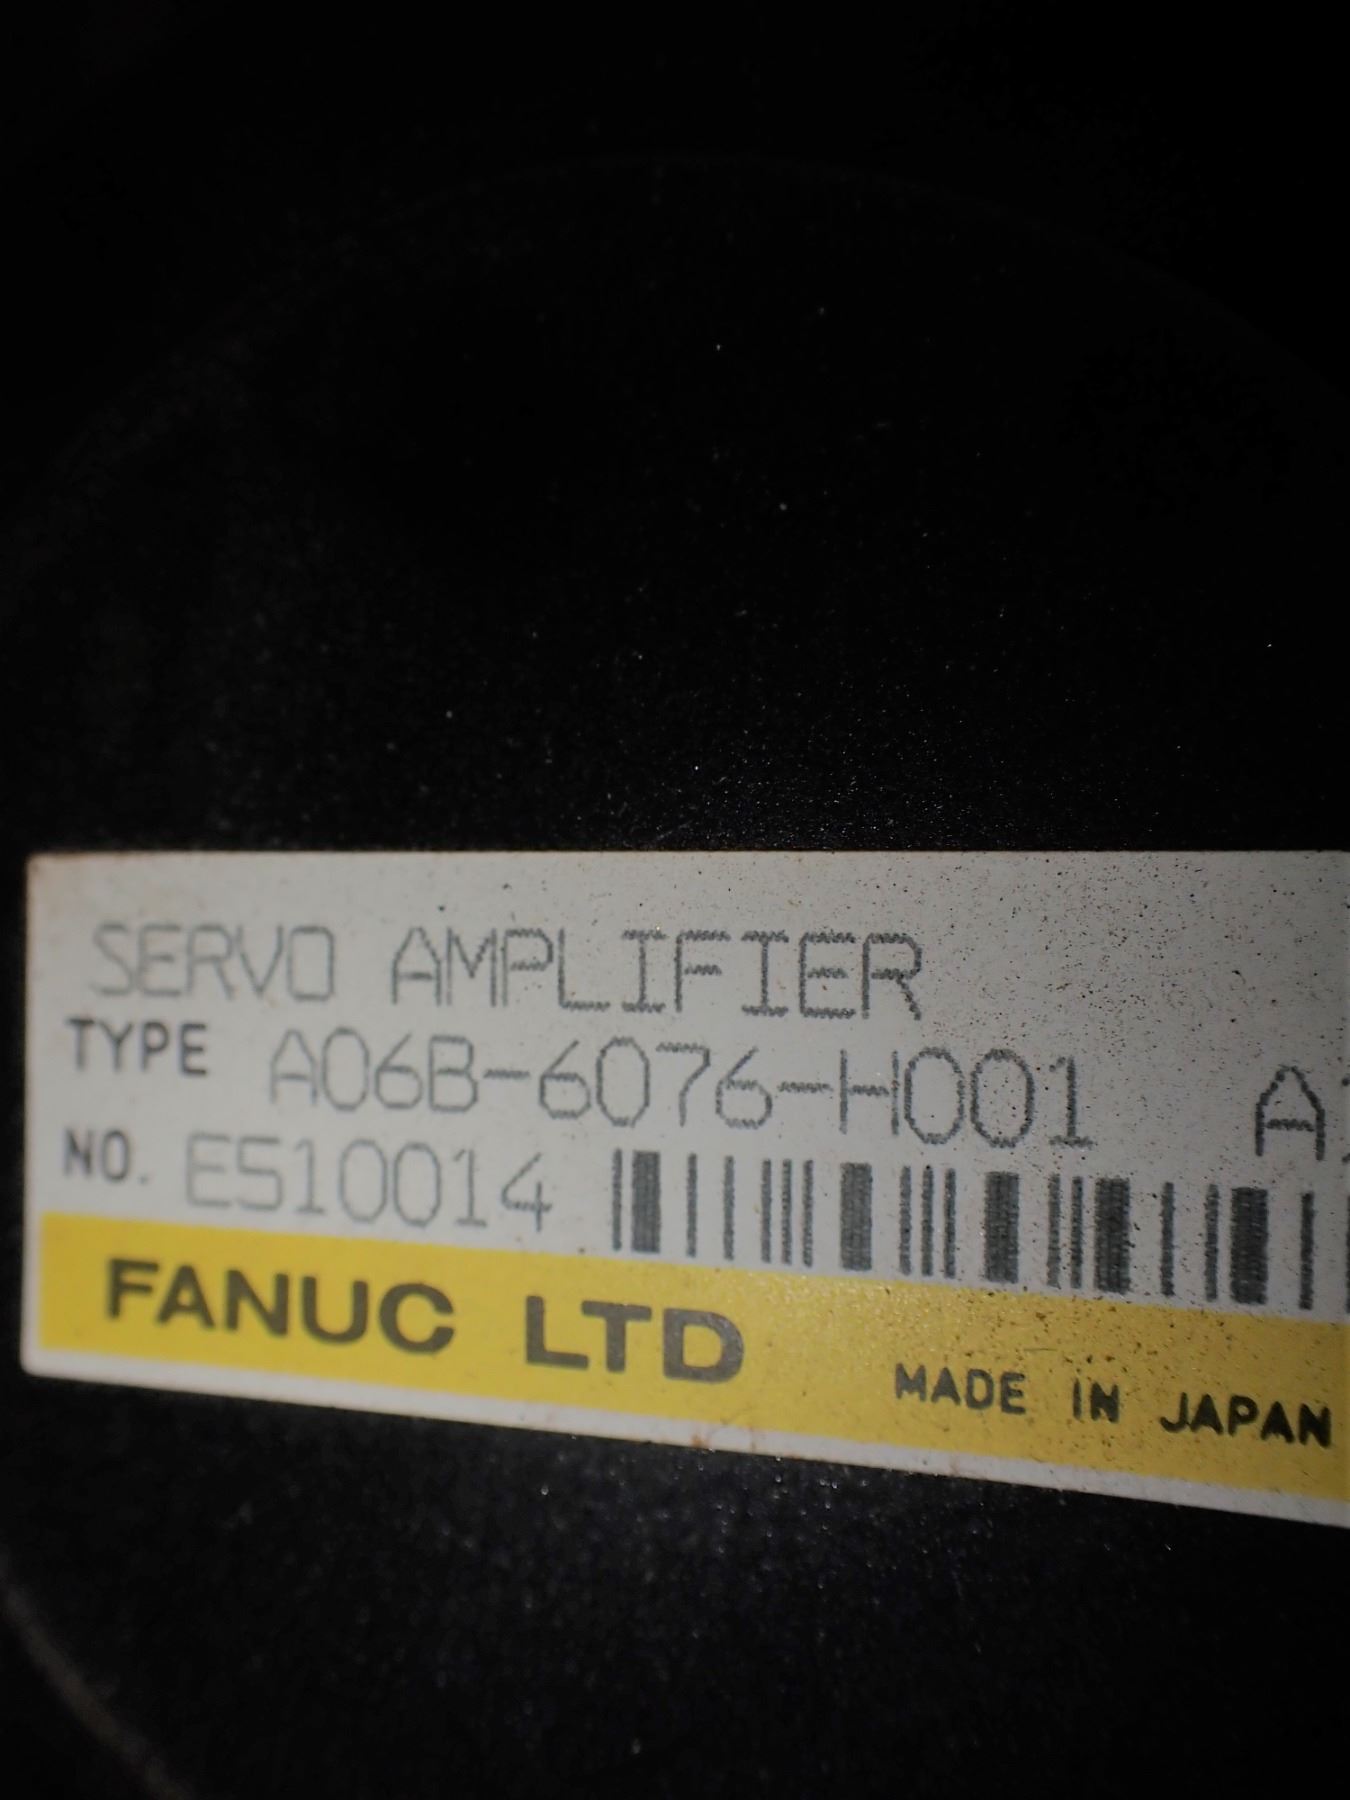 SERVO AMPLIFIER
TYPE A06B-6076-H001
NO. E510014
FANUC LTD MADE IN JAPAN